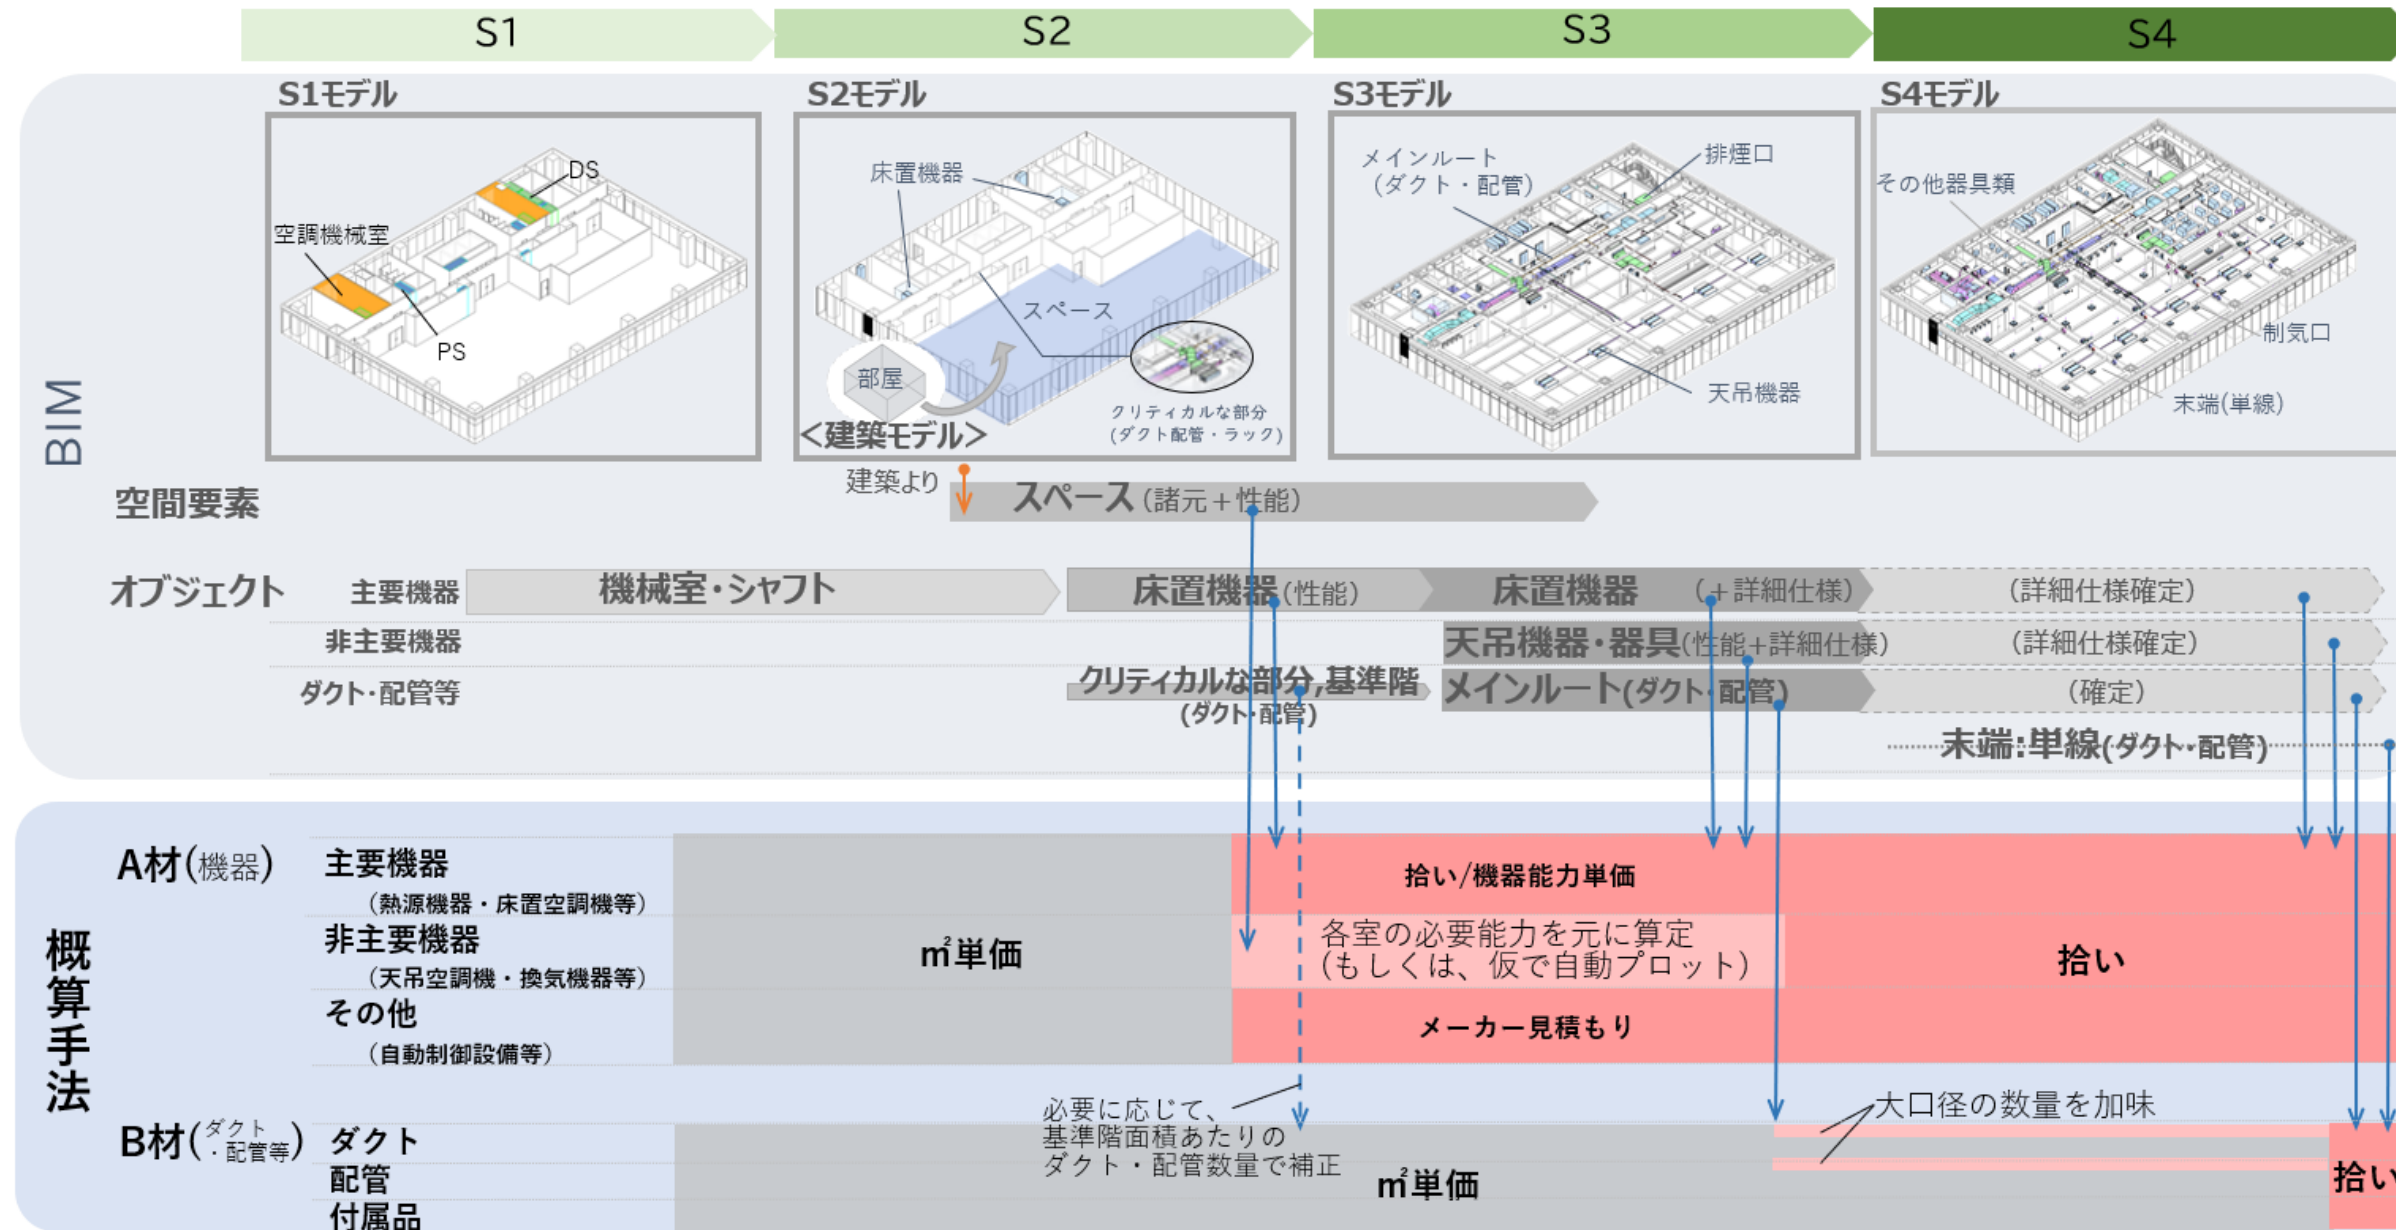 S1
S2
S3
S4
BIM
S1モデル
S2モデル
S3モデル
S4モデル
DS
空調機械室
PS
床置機器
スペース
部屋
<建築モデル>
クリティカルな部分
(ダクト配管・ラック)
メインルート
(ダクト・配管)
排煙口
天吊機器
その他器具類
制気口
末端(単線)
建築より
空間要素
スペース(諸元+性能)
オブジェクト
主要機器
機械室・シャフト
床置機器(性能)
床置機器 (+詳細仕様)
(詳細仕様確定)
非主要機器
天吊機器・器具(性能+詳細仕様)
(詳細仕様確定)
ダクト・配管等
クリティカルな部分,基準階
(ダクト・配管)
メインルート(ダクト・配管)
(確定)
末端:単線(ダクト・配管)
概算手法
A材(機器)
主要機器
(熱源機器・床置空調機等)
非主要機器
(天吊空調機・換気機器等)
その他
(自動制御設備等)
㎡単価
拾い/機器能力単価
各室の必要能力を元に算定
(もしくは、仮で自動プロット)
メーカー見積もり
拾い
B材(ダクト・配管等)
ダクト
配管
付属品
必要に応じて、
基準階面積あたりの
ダクト・配管数量で補正
㎡単価
大口径の数量を加味
拾い